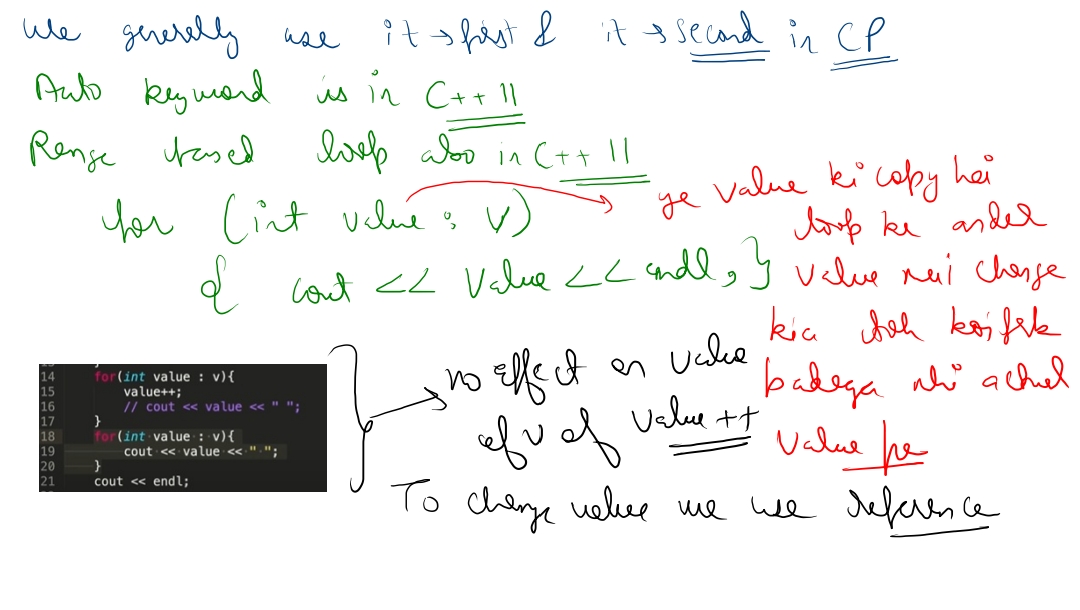 We generally use it→first & it→second in CP
Auto keyword is in C++ 11
Range based loop also in C++ 11
for (int value : v)
{ cout << value << endl; }
ye value ki copy hai
loop ke andar
value mei change
kia toh koi frk
padega nhi actual
value pe
14 for(int value : v){
15 value++;
16 // cout << value << " ";
17 }
18 for(int value : v){
19 cout << value << " ";
20 }
21 cout << endl;
no effect on value
of v of value ++
To change value we use reference